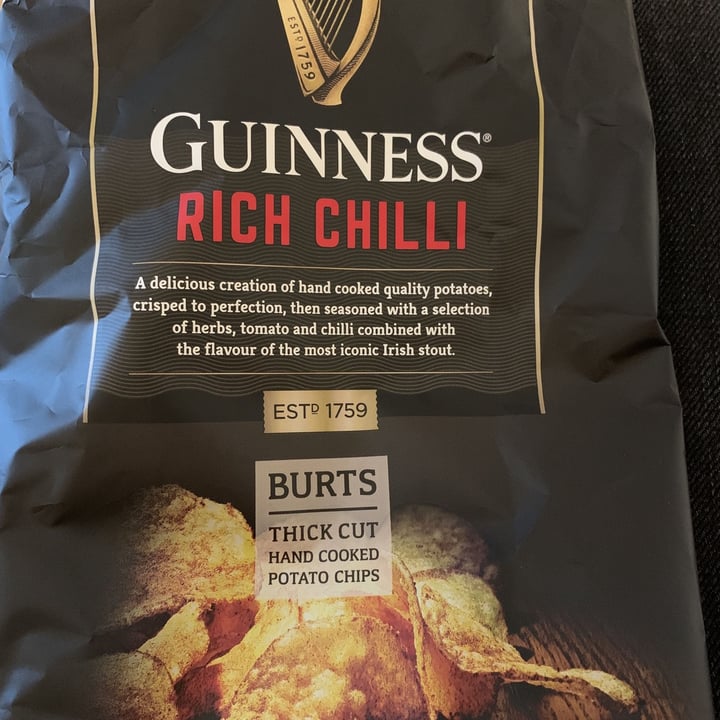 ESTD 1759
GUINNESS®
RICH CHILLI
A delicious creation of hand cooked quality potatoes,
crisped to perfection, then seasoned with a selection
of herbs, tomato and chilli combined with
the flavour of the most iconic Irish stout.
ESTD 1759
BURTS
THICK CUT
HAND COOKED
POTATO CHIPS